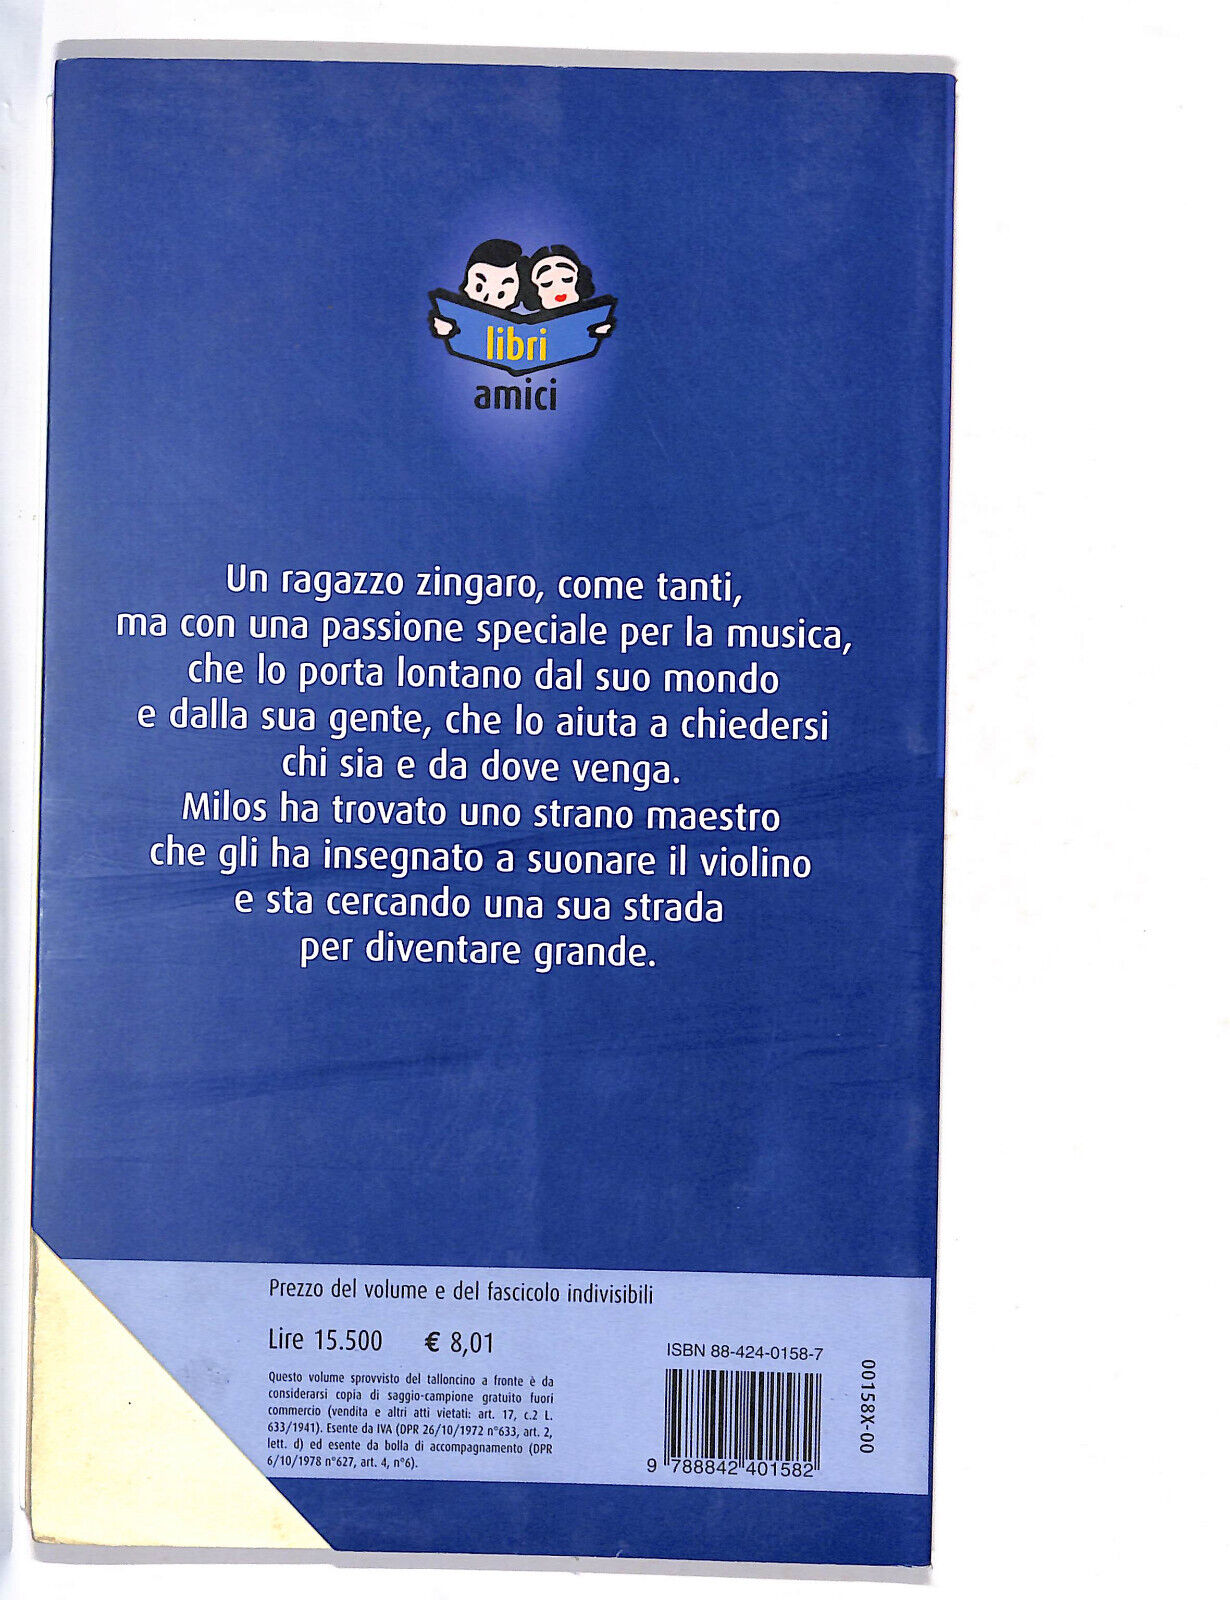 libri
amici
Un ragazzo zingaro, come tanti,
ma con una passione speciale per la musica,
che lo porta lontano dal suo mondo
e dalla sua gente, che lo aiuta a chiedersi
chi sia e da dove venga.
Milos ha trovato uno strano maestro
che gli ha insegnato a suonare il violino
e sta cercando una sua strada
per diventare grande.
Prezzo del volume e del fascicolo indivisibili
Lire 15.500 € 8,01
Questo volume sprovvisto del talloncino a fronte è da
considerarsi copia di saggio-campione gratuito fuori
commercio (vendita e altri atti vietati: art. 17, c.2 L.
633/1941). Esente da IVA (DPR 26/10/1972 n°633, art. 2,
lett. d) ed esente da bolla di accompagnamento (DPR
6/10/1978 n°627, art. 4, n°6).
ISBN 88-424-0158-7
9 788842 401582
00158X-00